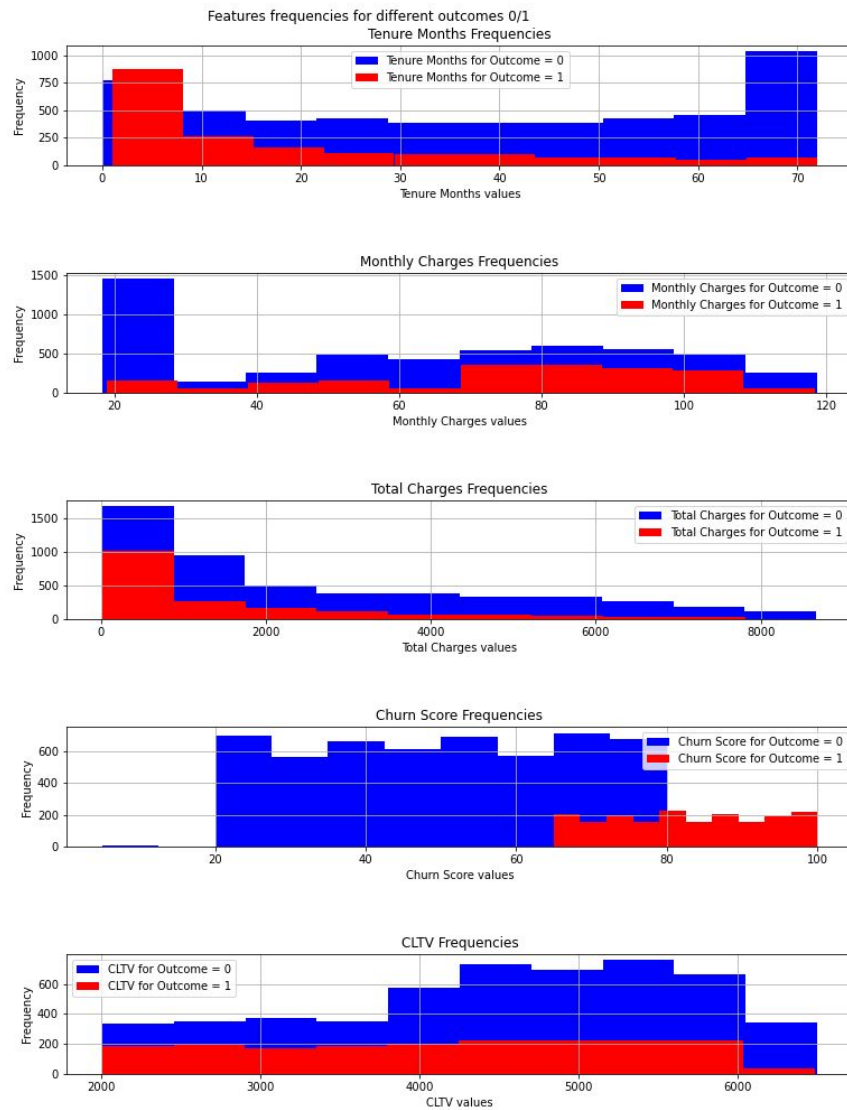 Features frequencies for different outcomes 0/1
Tenure Months Frequencies
Tenure Months for Outcome = 0
Tenure Months for Outcome = 1
Frequency
1000
750
500
250
0
0 10 20 30 40 50 60 70
Tenure Months values
Monthly Charges Frequencies
Monthly Charges for Outcome = 0
Monthly Charges for Outcome = 1
Frequency
1500
1000
500
0
20 40 60 80 100 120
Monthly Charges values
Total Charges Frequencies
Total Charges for Outcome = 0
Total Charges for Outcome = 1
Frequency
1500
1000
500
0
0 2000 4000 6000 8000
Total Charges values
Churn Score Frequencies
Churn Score for Outcome = 0
Churn Score for Outcome = 1
Frequency
600
400
200
0
20 40 60 80 100
Churn Score values
CLTV Frequencies
CLTV for Outcome = 0
CLTV for Outcome = 1
Frequency
600
400
200
0
2000 3000 4000 5000 6000
CLTV values